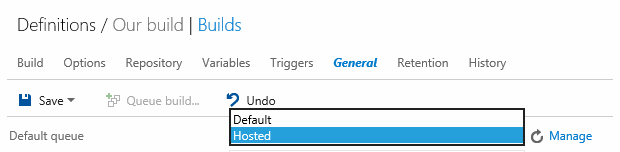 Definitions / Our build | Builds
Build Options Repository Variables Triggers General Retention History
Save Queue build... Undo
Default
Default queue Hosted Manage